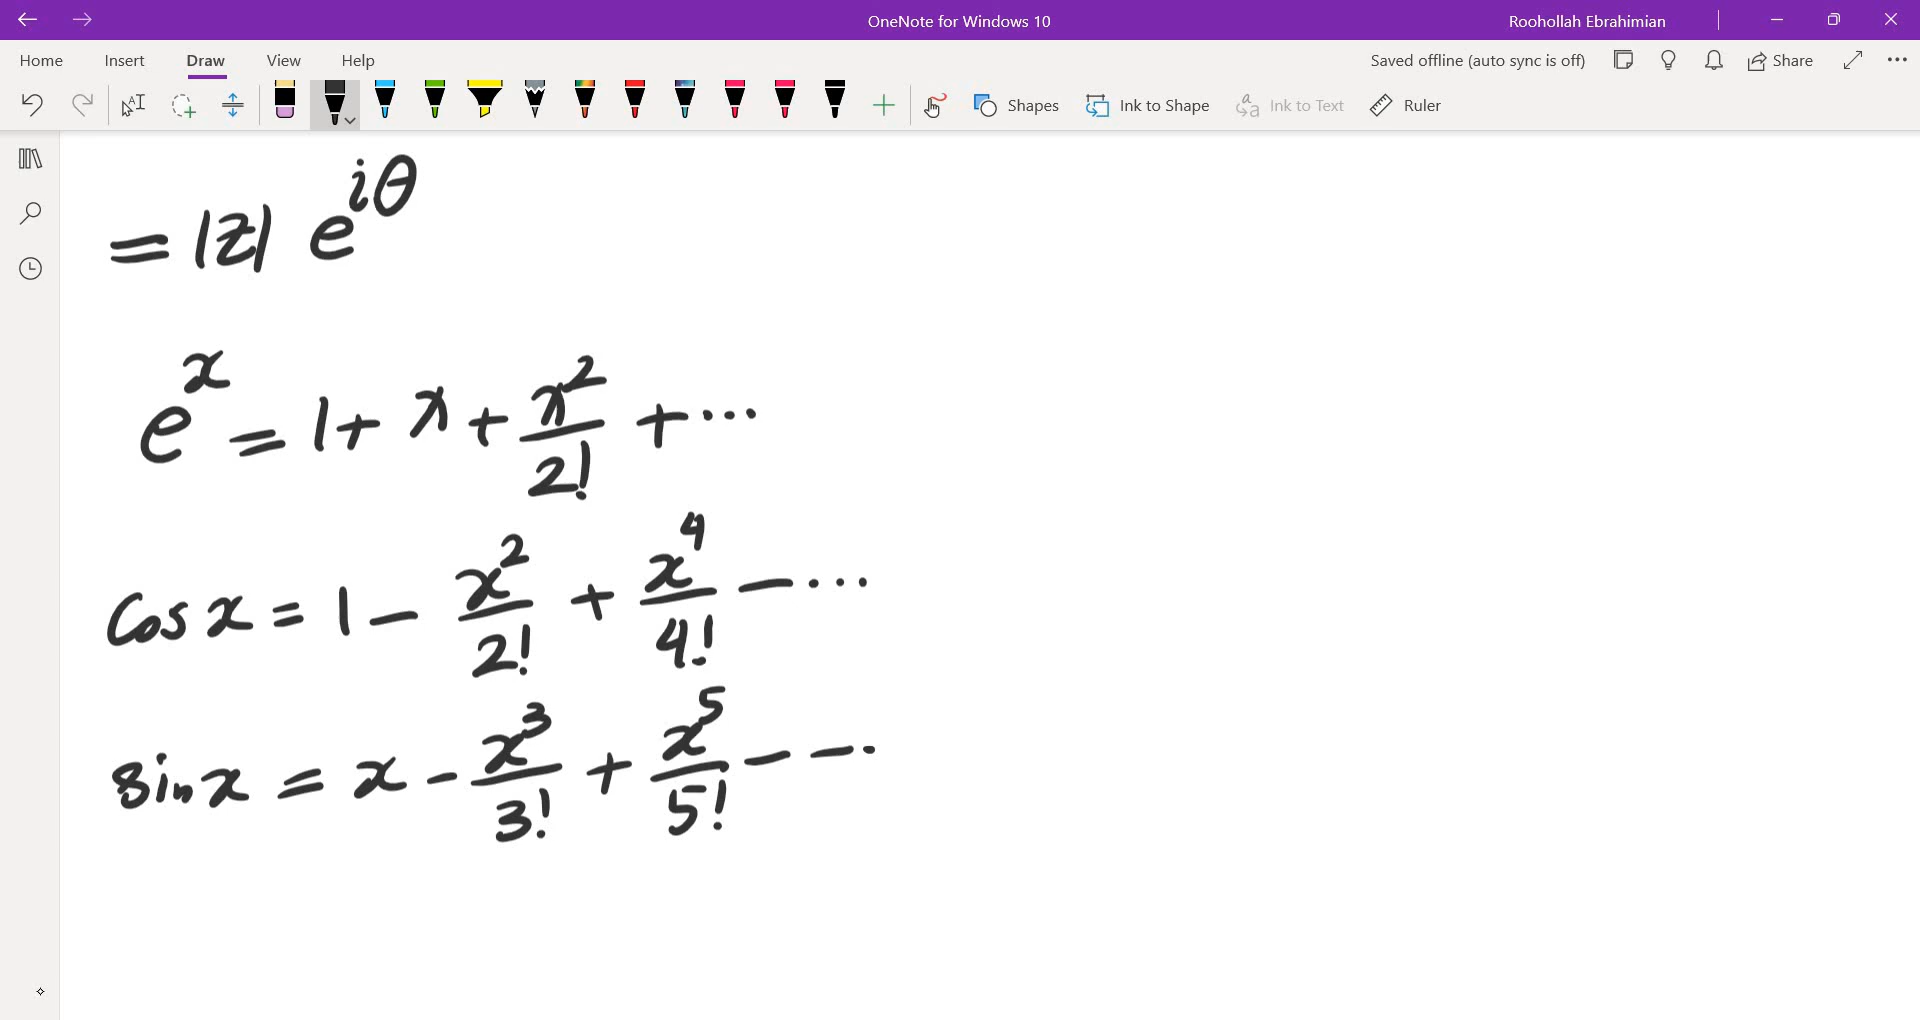 OneNote for Windows 10
Roohollah Ebrahimian
Home Insert Draw View Help
Saved offline (auto sync is off) Share
Shapes Ink to Shape Ink to Text Ruler
= |z| e^{iθ}
e^x = 1 + x + x^2/2! + ...
Cos x = 1 - x^2/2! + x^4/4! - ...
sin x = x - x^3/3! + x^5/5! - - .